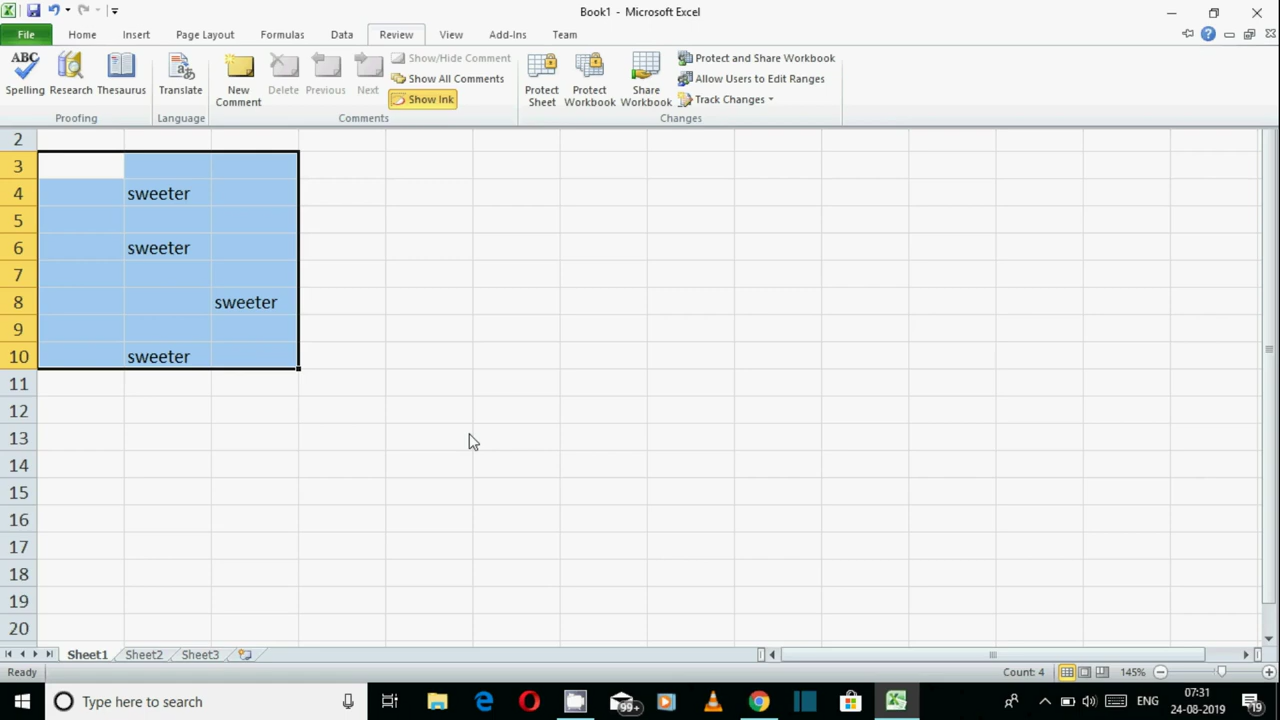 Book1 - Microsoft Excel
File Home Insert Page Layout Formulas Data Review View Add-Ins Team
ABC
Spelling Research Thesaurus
Proofing
Translate
Language
New Comment
Delete Previous Next
Show/Hide Comment
Show All Comments
Show Ink
Comments
Protect Sheet
Protect Workbook
Share Workbook
Protect and Share Workbook
Allow Users to Edit Ranges
Track Changes
Changes
2
3
4 sweeter
5
6 sweeter
7
8 sweeter
9
10 sweeter
11
12
13
14
15
16
17
18
19
20
Sheet1 Sheet2 Sheet3
Ready Count: 4 145%
Type here to search 99+ ENG 07:31
24-08-2019 19